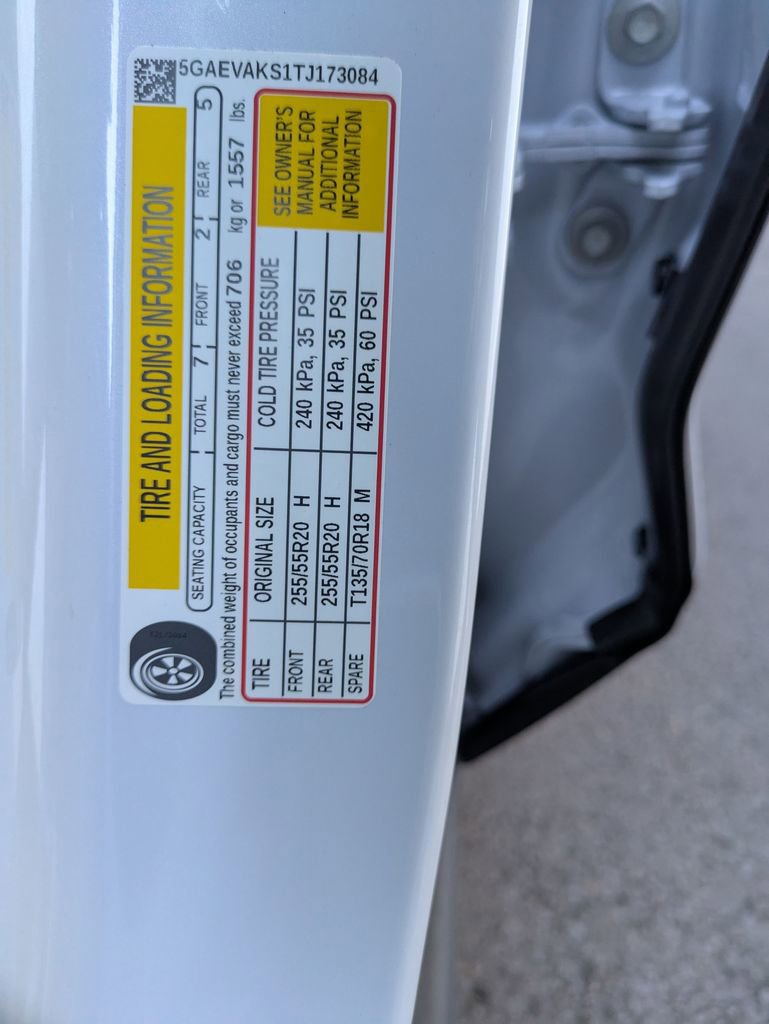 5GAEVAKS1TJ173084
TIRE AND LOADING INFORMATION
SEATING CAPACITY TOTAL 7 FRONT 2 REAR 5
The combined weight of occupants and cargo must never exceed 706 kg or 1557 lbs.
TIRE ORIGINAL SIZE COLD TIRE PRESSURE
FRONT 255/55R20 H 240 kPa, 35 PSI
REAR 255/55R20 H 240 kPa, 35 PSI
SPARE T135/70R18 M 420 kPa, 60 PSI
SEE OWNER'S
MANUAL FOR
ADDITIONAL
INFORMATION